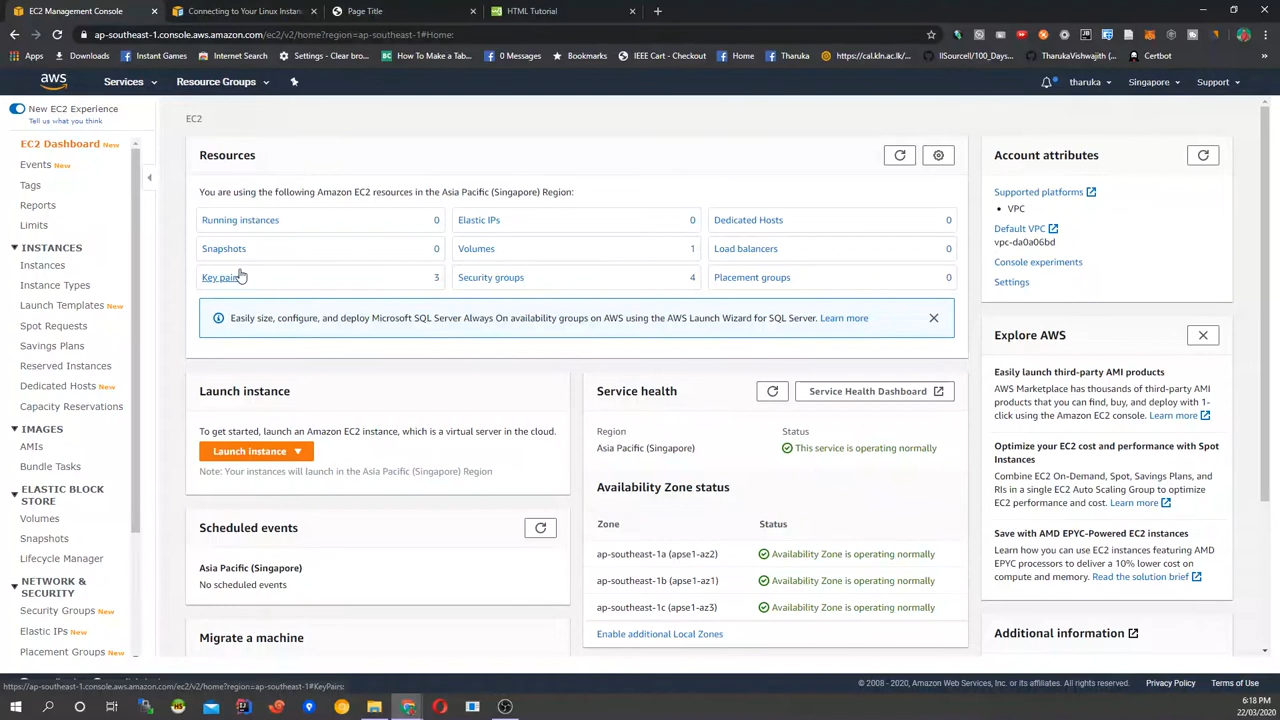 EC2 Management Console
Connecting to Your Linux Instanc
Page Title
HTML Tutorial
ap-southeast-1.console.aws.amazon.com/ec2/v2/home?region=ap-southeast-1#Home:
Apps
Downloads
Instant Games
Internet Search
Settings - Clear bro...
How To Make a Tab...
0 Messages
Bookmarks
IEEE Cart - Checkout
Home
Tharuka
https://cal.kln.ac.lk/...
IISourcell/100_Days...
TharukaVishwajith (...
Certbot
aws
Services
Resource Groups
tharuka
Singapore
Support
New EC2 Experience
Tell us what you think
EC2 Dashboard New
Events New
Tags
Reports
Limits
INSTANCES
Instances
Instance Types
Launch Templates New
Spot Requests
Savings Plans
Reserved Instances
Dedicated Hosts New
Capacity Reservations
IMAGES
AMIs
Bundle Tasks
ELASTIC BLOCK
STORE
Volumes
Snapshots
Lifecycle Manager
NETWORK &
SECURITY
Security Groups New
Elastic IPs New
Placement Groups New
EC2
Resources
You are using the following Amazon EC2 resources in the Asia Pacific (Singapore) Region:
Running instances 0
Elastic IPs 0
Dedicated Hosts 0
Snapshots 0
Volumes 1
Load balancers 0
Key pairs 3
Security groups 4
Placement groups 0
Easily size, configure, and deploy Microsoft SQL Server Always On availability groups on AWS using the AWS Launch Wizard for SQL Server. Learn more
Launch instance
To get started, launch an Amazon EC2 instance, which is a virtual server in the cloud.
Launch instance
Note: Your instances will launch in the Asia Pacific (Singapore) Region
Scheduled events
Asia Pacific (Singapore)
No scheduled events
Migrate a machine
Service health
Service Health Dashboard
Region
Status
Asia Pacific (Singapore)
This service is operating normally
Availability Zone status
Zone
Status
ap-southeast-1a (apse1-az2)
Availability Zone is operating normally
ap-southeast-1b (apse1-az1)
Availability Zone is operating normally
ap-southeast-1c (apse1-az3)
Availability Zone is operating normally
Enable additional Local Zones
Account attributes
Supported platforms
VPC
Default VPC
vpc-da0a06bd
Console experiments
Settings
Explore AWS
Easily launch third-party AMI products
AWS Marketplace has thousands of third-party AMI
products that you can find, buy, and deploy with 1-
click using the Amazon EC2 console. Learn more
Optimize your EC2 cost and performance with Spot
Instances
Combine EC2 On-Demand, Spot, Savings Plans, and
RIs in a single EC2 Auto Scaling Group to optimize
EC2 performance and cost. Learn more
Save with AMD EPYC-Powered EC2 instances
Learn how you can use EC2 instances featuring AMD
EPYC processors to deliver a 10% lower cost on
compute and memory. Read the solution brief
Additional information
https://ap-southeast-1.console.aws.amazon.com/ec2/v2/home?region=ap-southeast-1#KeyPairs:
© 2008 - 2020, Amazon Web Services, Inc. or its affiliates. All rights reserved.
Privacy Policy
Terms of Use
6:18 PM
22/03/2020